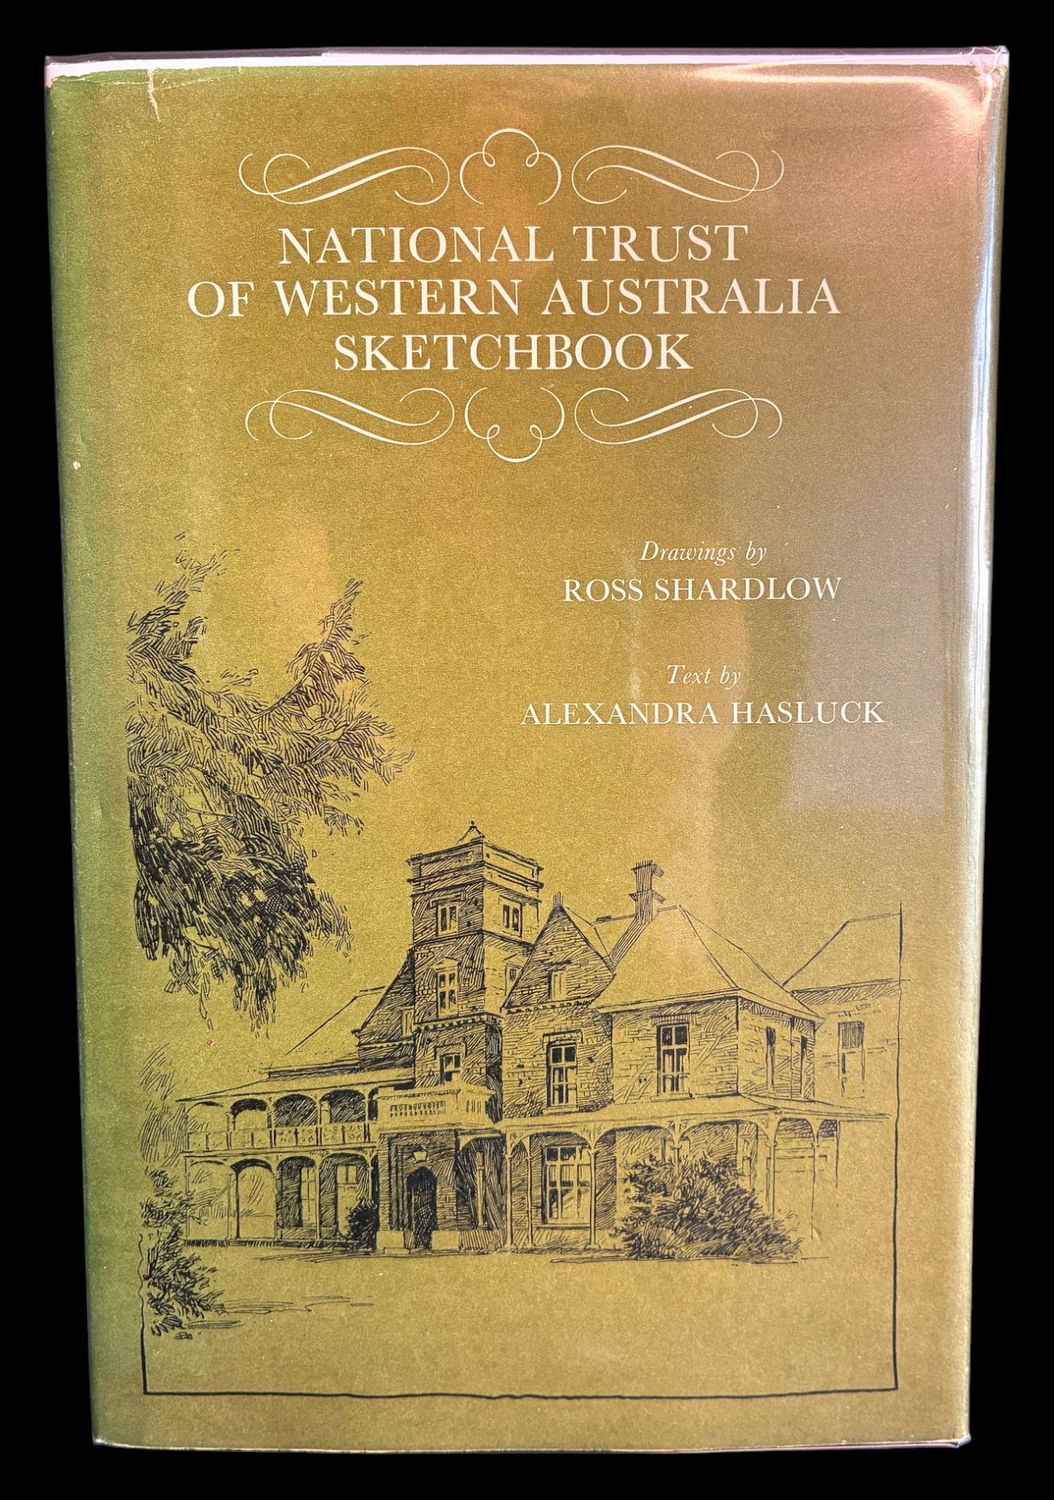 NATIONAL TRUST
OF WESTERN AUSTRALIA
SKETCHBOOK
Drawings by
ROSS SHARDLOW
Text by
ALEXANDRA HASLUCK